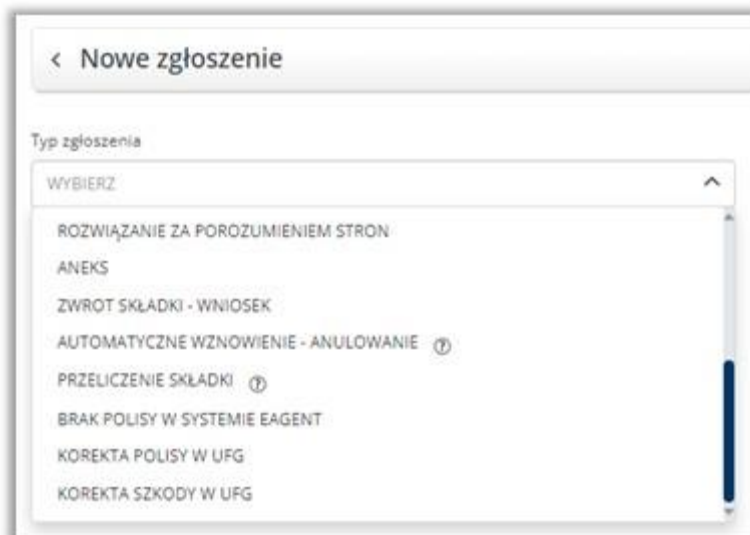 Nowe zgłoszenie
Typ zgłoszenia
WYBIERZ
ROZWIĄZANIE ZA POROZUMIENIEM STRON
ANEKS
ZWROT SKŁADKI - WNIOSEK
AUTOMATYCZNE WZNOWIENIE - ANULOWANIE
PRZELICZENIE SKŁADKI
BRAK POLISY W SYSTEMIE EAGENT
KOREKTA POLISY W UFG
KOREKTA SZKODY W UFG